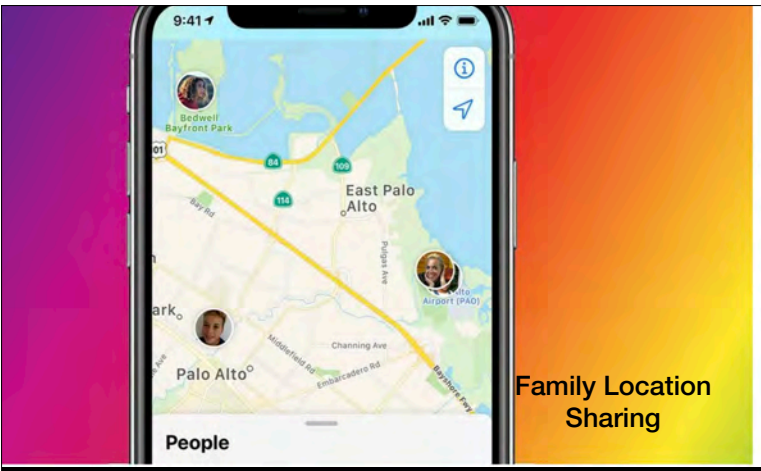 9:41
Bedwell
Bayfront Park
101
84
109
114
East Palo
Alto
Bay Rd
Pulgas Ave
Airport (PAO)
ark
Channing Ave
Middlefield Rd
Palo Alto
Embarcadero Rd
Bayshore Fwy
Family Location
Sharing
People